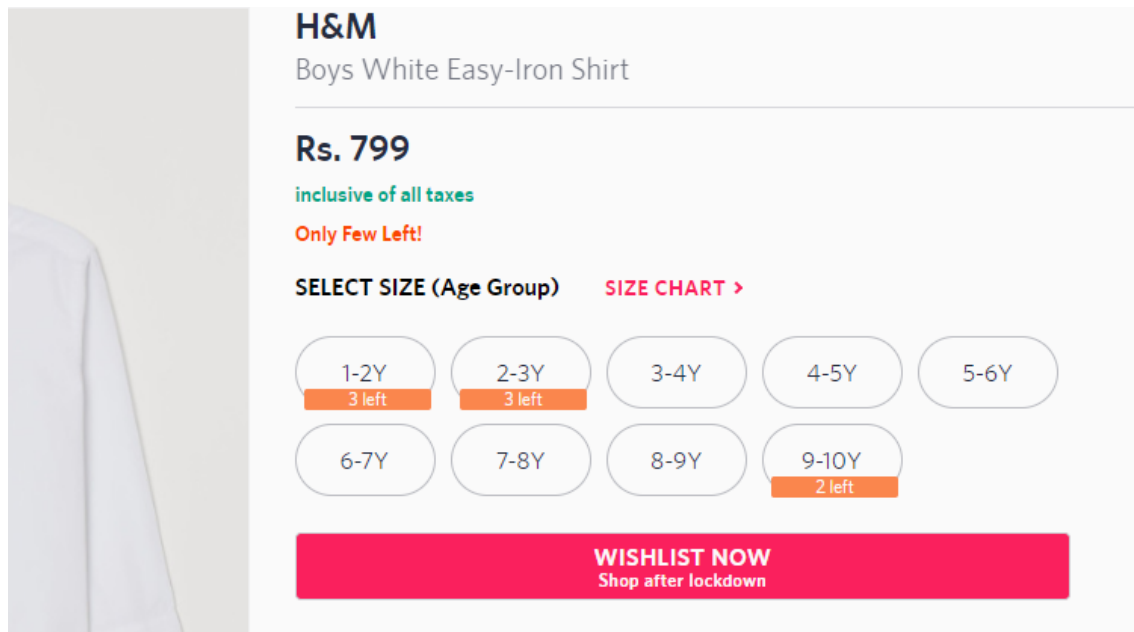 H&M
Boys White Easy-Iron Shirt
Rs. 799
inclusive of all taxes
Only Few Left!
SELECT SIZE (Age Group) SIZE CHART >
1-2Y 2-3Y 3-4Y 4-5Y 5-6Y
3 left 3 left
6-7Y 7-8Y 8-9Y 9-10Y
2 left
WISHLIST NOW
Shop after lockdown